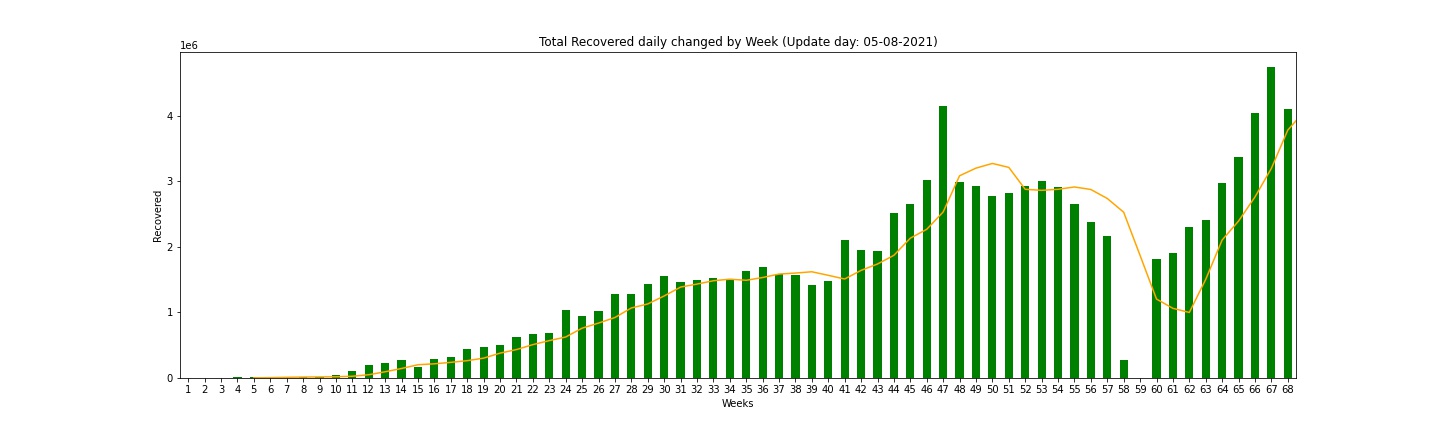 Total Recovered daily changed by Week (Update day: 05-08-2021)
1e6
4
3
2
1
0
Recovered
1 2 3 4 5 6 7 8 9 10 11 12 13 14 15 16 17 18 19 20 21 22 23 24 25 26 27 28 29 30 31 32 33 34 35 36 37 38 39 40 41 42 43 44 45 46 47 48 49 50 51 52 53 54 55 56 57 58 59 60 61 62 63 64 65 66 67 68
Weeks